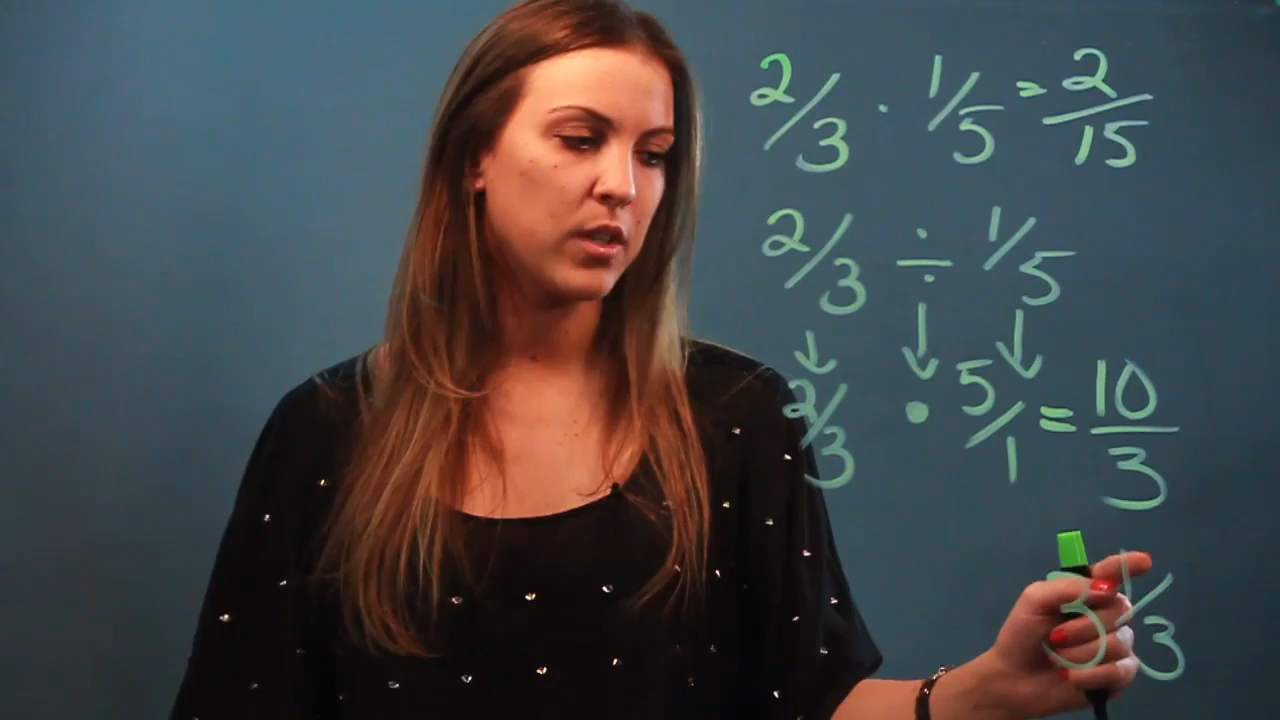 2/3 · 1/5 = 2/15
2/3 ÷ 1/5
↓ ↓ ↓
2/3 • 5/1 = 10/3
3 1/3